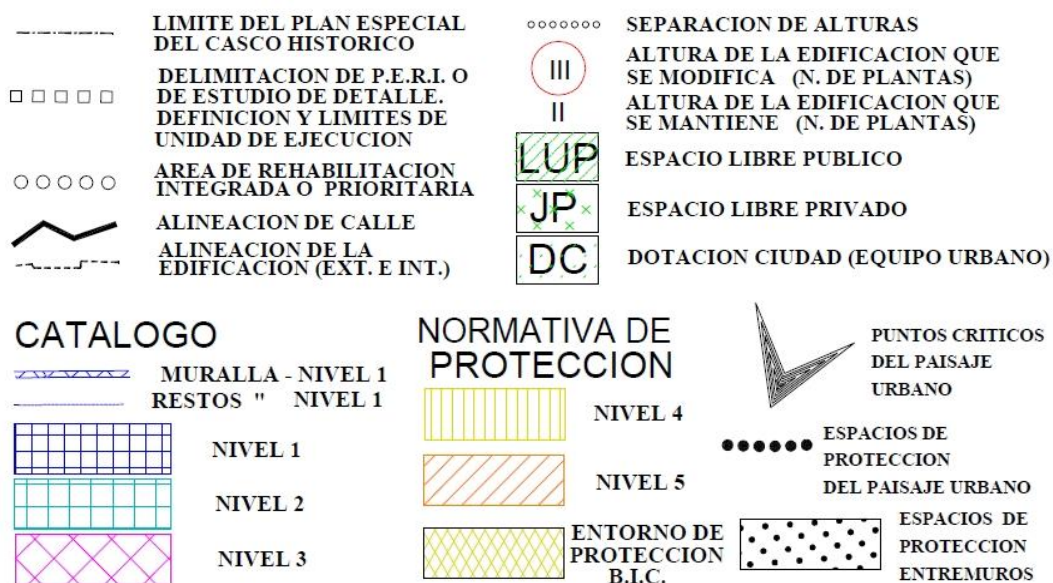 LIMITE DEL PLAN ESPECIAL
DEL CASCO HISTORICO
DELIMITACION DE P.E.R.I. O
DE ESTUDIO DE DETALLE.
DEFINICION Y LIMITES DE
UNIDAD DE EJECUCION
AREA DE REHABILITACION
INTEGRADA O PRIORITARIA
ALINEACION DE CALLE
ALINEACION DE LA
EDIFICACION (EXT. E INT.)
SEPARACION DE ALTURAS
III
ALTURA DE LA EDIFICACION QUE
SE MODIFICA (N. DE PLANTAS)
II
ALTURA DE LA EDIFICACION QUE
SE MANTIENE (N. DE PLANTAS)
LUP
ESPACIO LIBRE PUBLICO
JP
ESPACIO LIBRE PRIVADO
DC
DOTACION CIUDAD (EQUIPO URBANO)
CATALOGO
MURALLA - NIVEL 1
RESTOS " NIVEL 1
NIVEL 1
NIVEL 2
NIVEL 3
NORMATIVA DE
PROTECCION
NIVEL 4
NIVEL 5
ENTORNO DE
PROTECCION
B.I.C.
PUNTOS CRITICOS
DEL PAISAJE
URBANO
ESPACIOS DE
PROTECCION
DEL PAISAJE URBANO
ESPACIOS DE
PROTECCION
ENTREMUROS